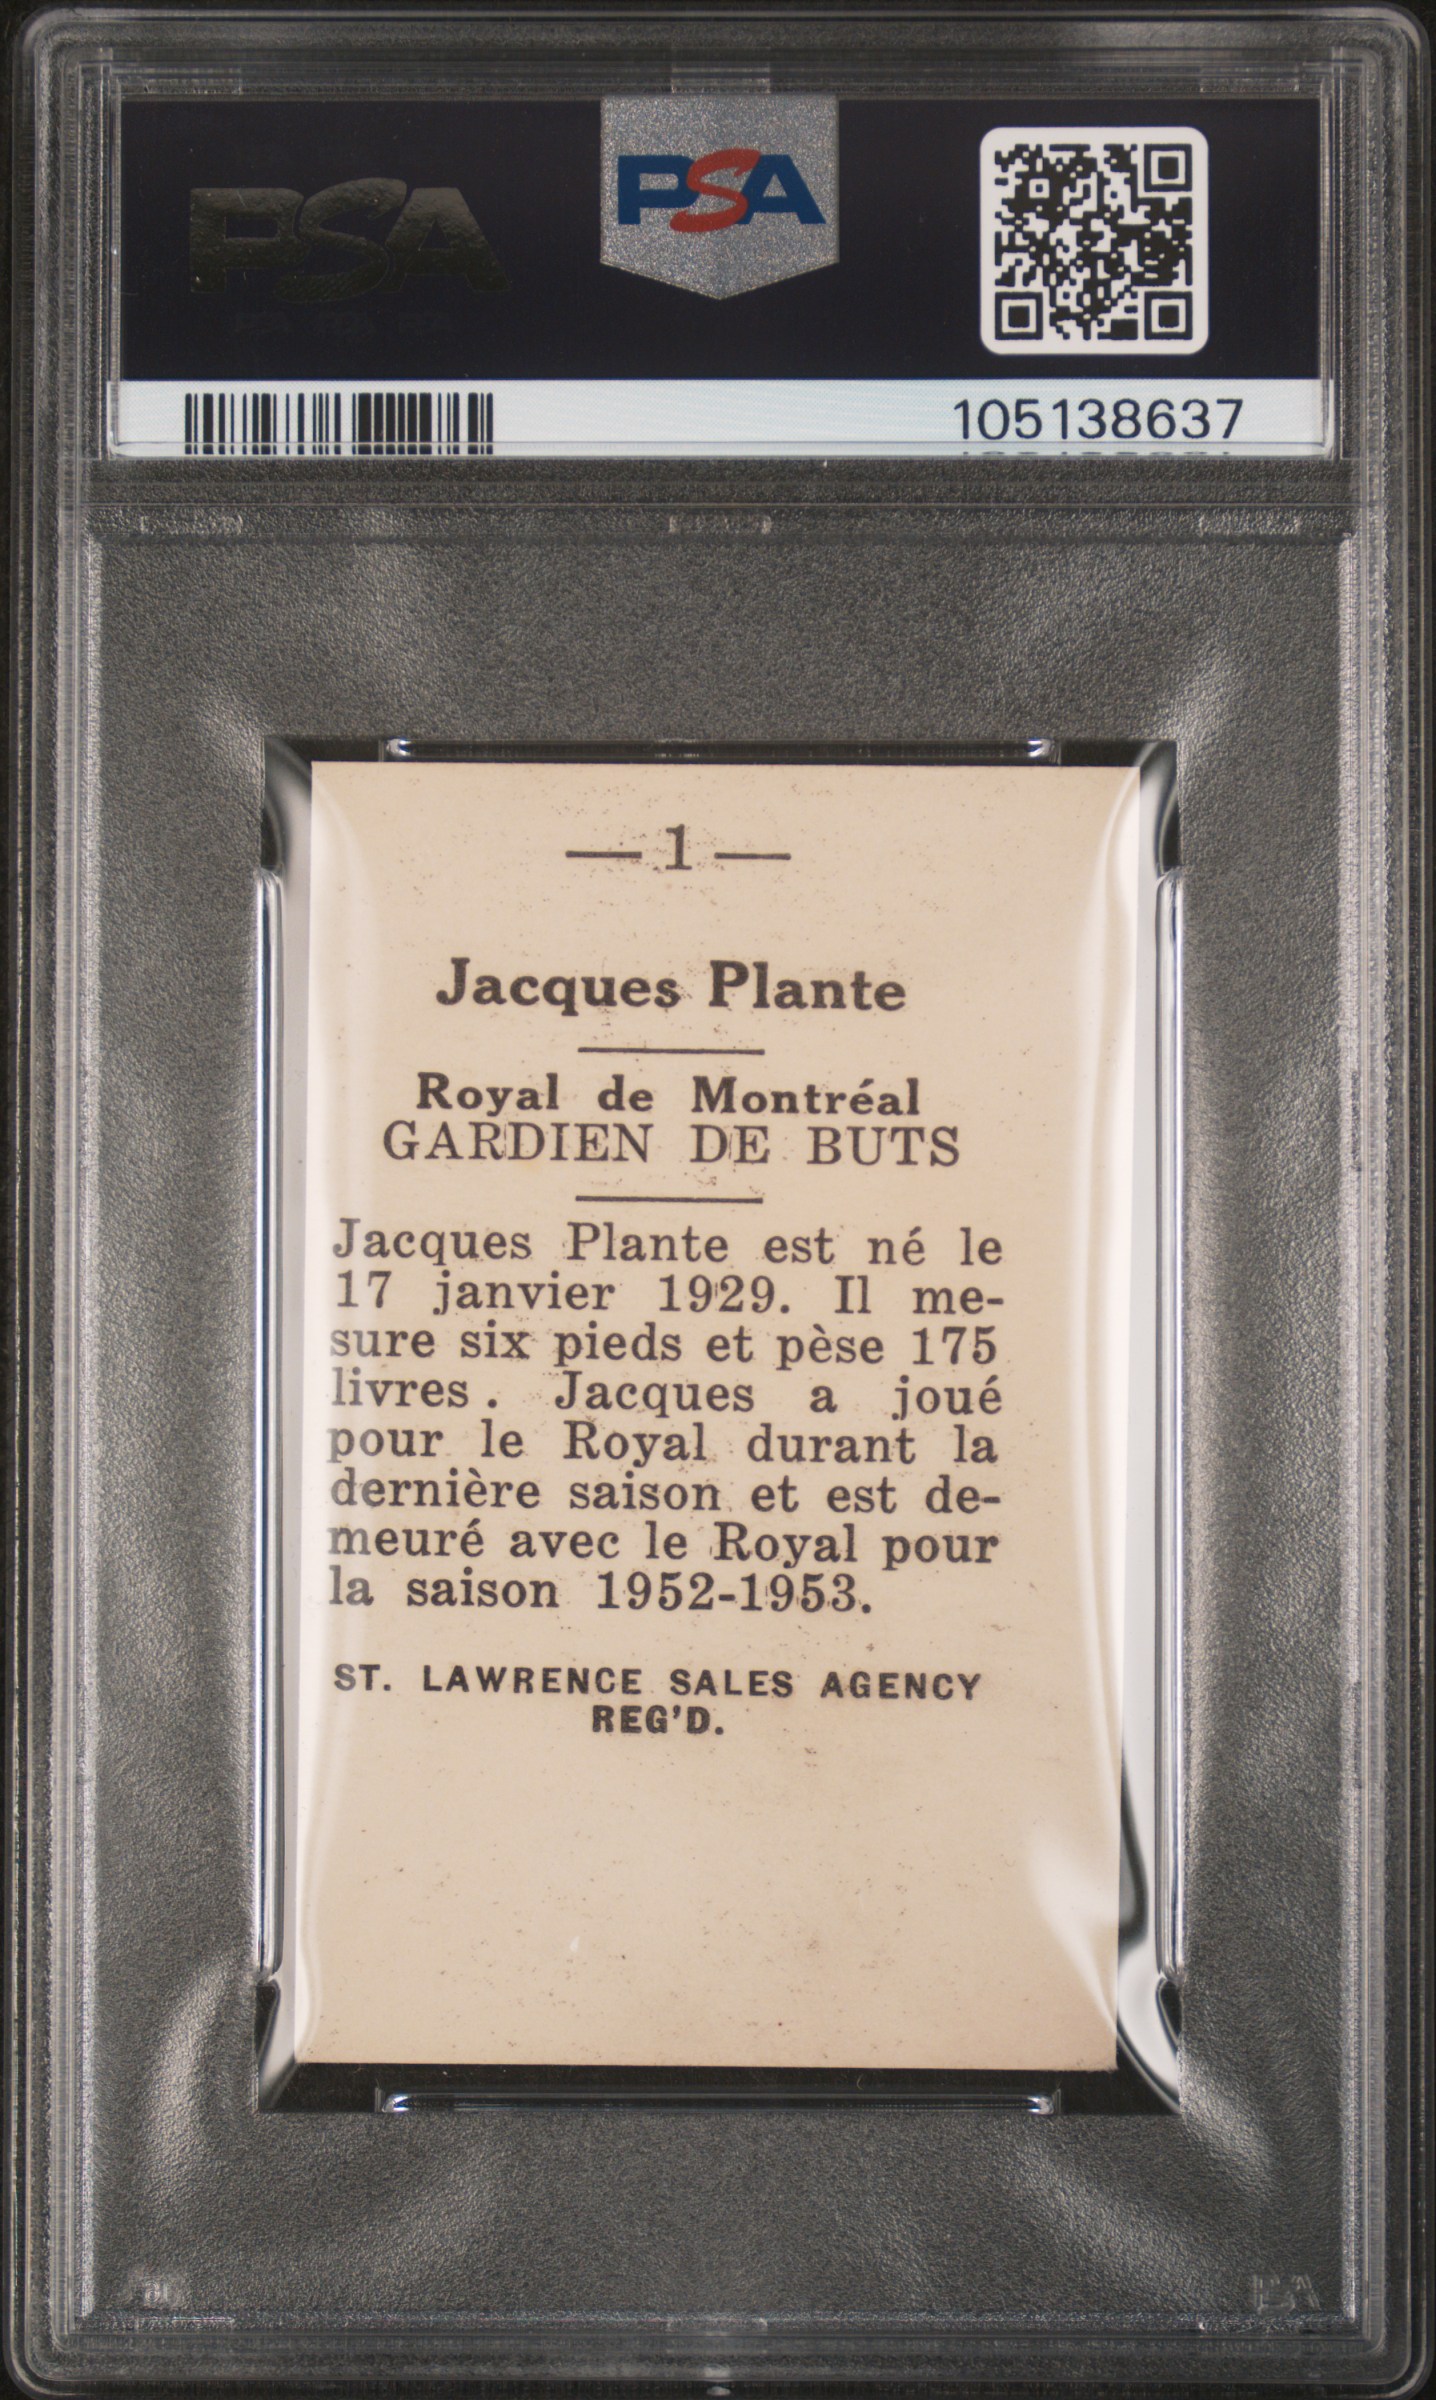 PSA
PSA
105138637
— 1 —
Jacques Plante
Royal de Montréal
GARDIEN DE BUTS
Jacques Plante est né le
17 janvier 1929. Il me-
sure six pieds et pèse 175
livres. Jacques a joué
pour le Royal durant la
dernière saison et est de-
meuré avec le Royal pour
la saison 1952-1953.
ST. LAWRENCE SALES AGENCY
REG'D.